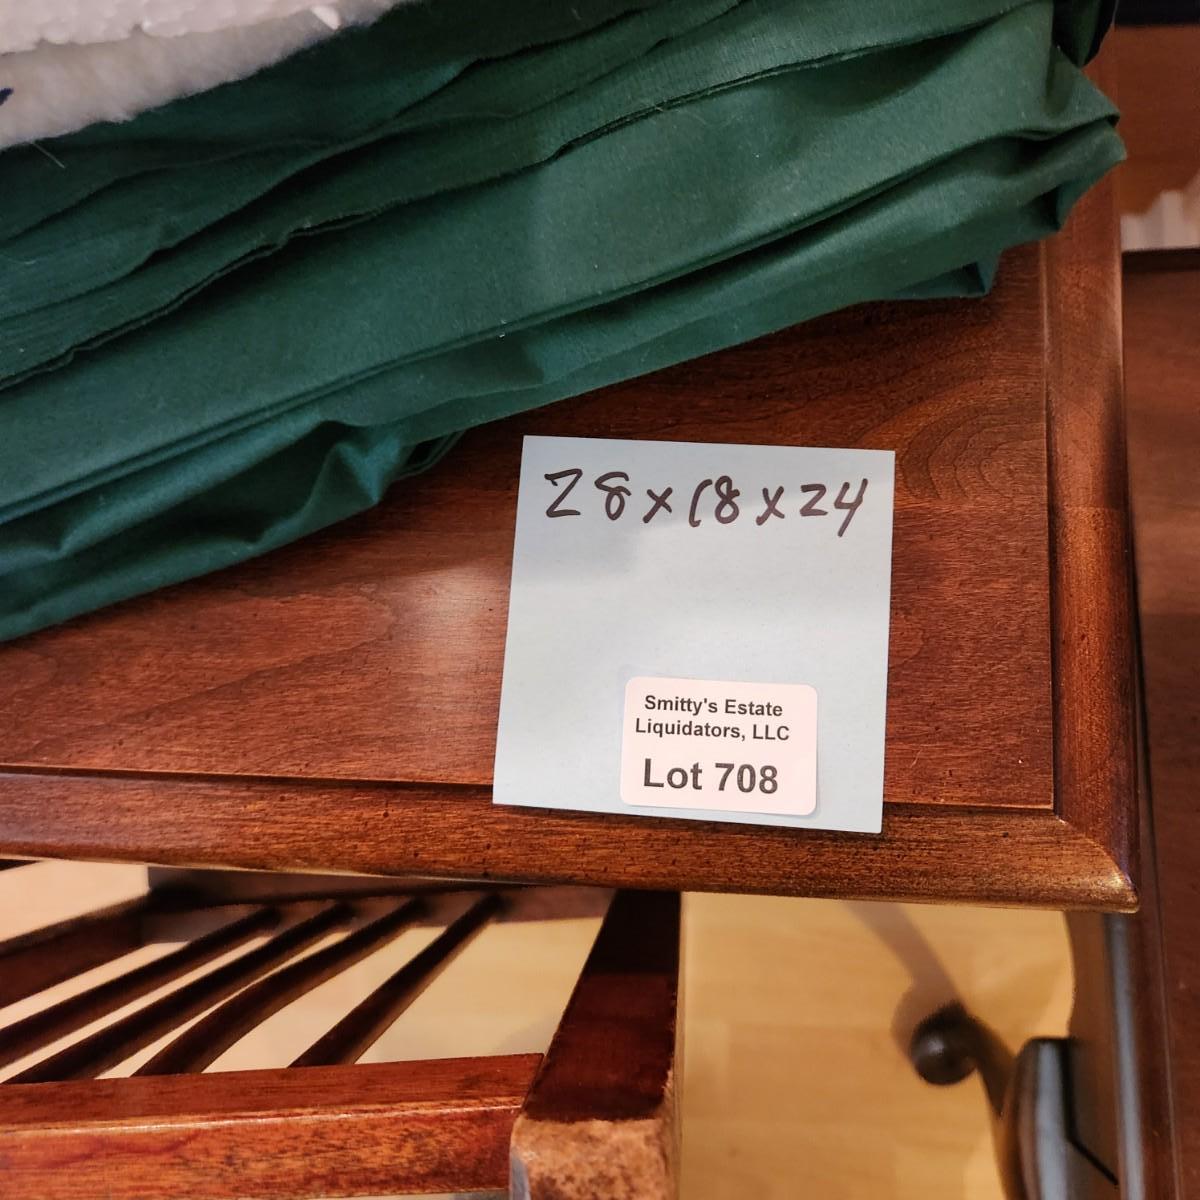 28x18x24
Smitty's Estate
Liquidators, LLC
Lot 708